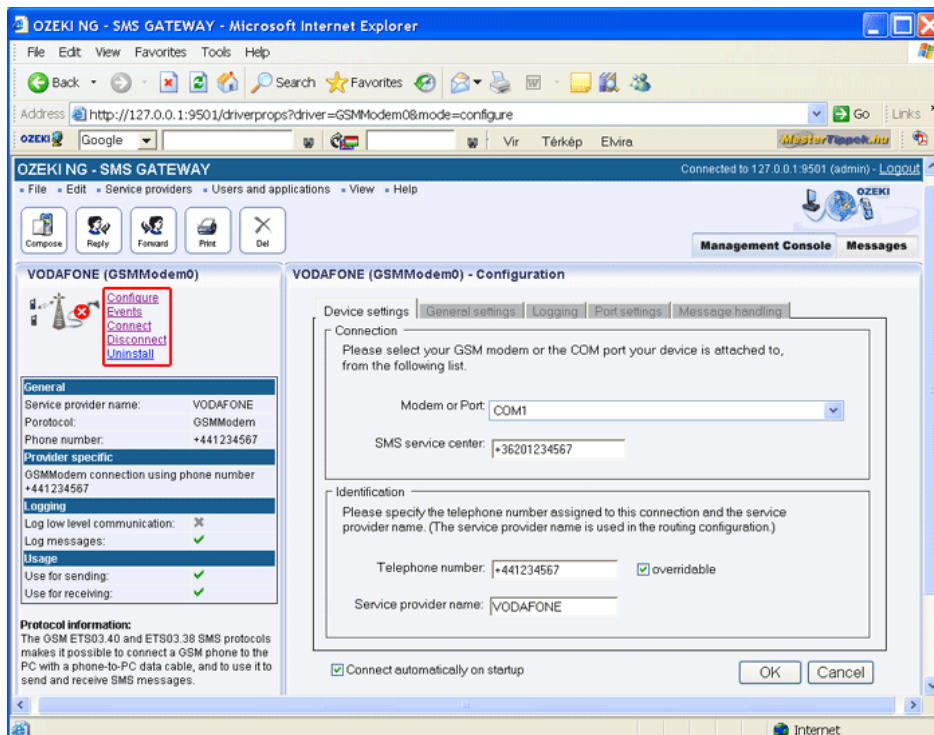 OZEKI NG - SMS GATEWAY - Microsoft Internet Explorer
File Edit View Favorites Tools Help
Back Search Favorites
Address http://127.0.0.1:9501/driverprops?driver=GSMModem0&mode=configure Go Links
OZEKI Google Vir Térkép Elvira MesterTippek.hu
OZEKI NG - SMS GATEWAY Connected to 127.0.0.1:9501 (admin) - Logout
File Edit Service providers Users and applications View Help
OZEKI
Compose Reply Forward Print Del
Management Console Messages
VODAFONE (GSMModem0)
Configure
Events
Connect
Disconnect
Uninstall
General
Service provider name: VODAFONE
Porotocol: GSMModem
Phone number: +441234567
Provider specific
GSMModem connection using phone number
+441234567
Logging
Log low level communication:
Log messages:
Usage
Use for sending:
Use for receiving:
Protocol information:
The GSM ETS03.40 and ETS03.38 SMS protocols
makes it possible to connect a GSM phone to the
PC with a phone-to-PC data cable, and to use it to
send and receive SMS messages.
VODAFONE (GSMModem0) - Configuration
Device settings General settings Logging Port settings Message handling
Connection
Please select your GSM modem or the COM port your device is attached to,
from the following list.
Modem or Port: COM1
SMS service center: +36201234567
Identification
Please specify the telephone number assigned to this connection and the service
provider name. (The service provider name is used in the routing configuration.)
Telephone number: +441234567 overridable
Service provider name: VODAFONE
Connect automatically on startup
OK Cancel
Internet